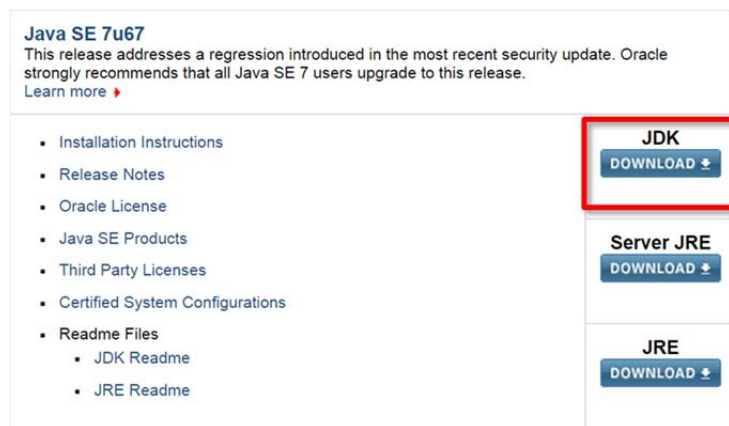 Java SE 7u67
This release addresses a regression introduced in the most recent security update. Oracle
strongly recommends that all Java SE 7 users upgrade to this release.
Learn more
Installation Instructions
Release Notes
Oracle License
Java SE Products
Third Party Licenses
Certified System Configurations
Readme Files
JDK Readme
JRE Readme
JDK
DOWNLOAD
Server JRE
DOWNLOAD
JRE
DOWNLOAD